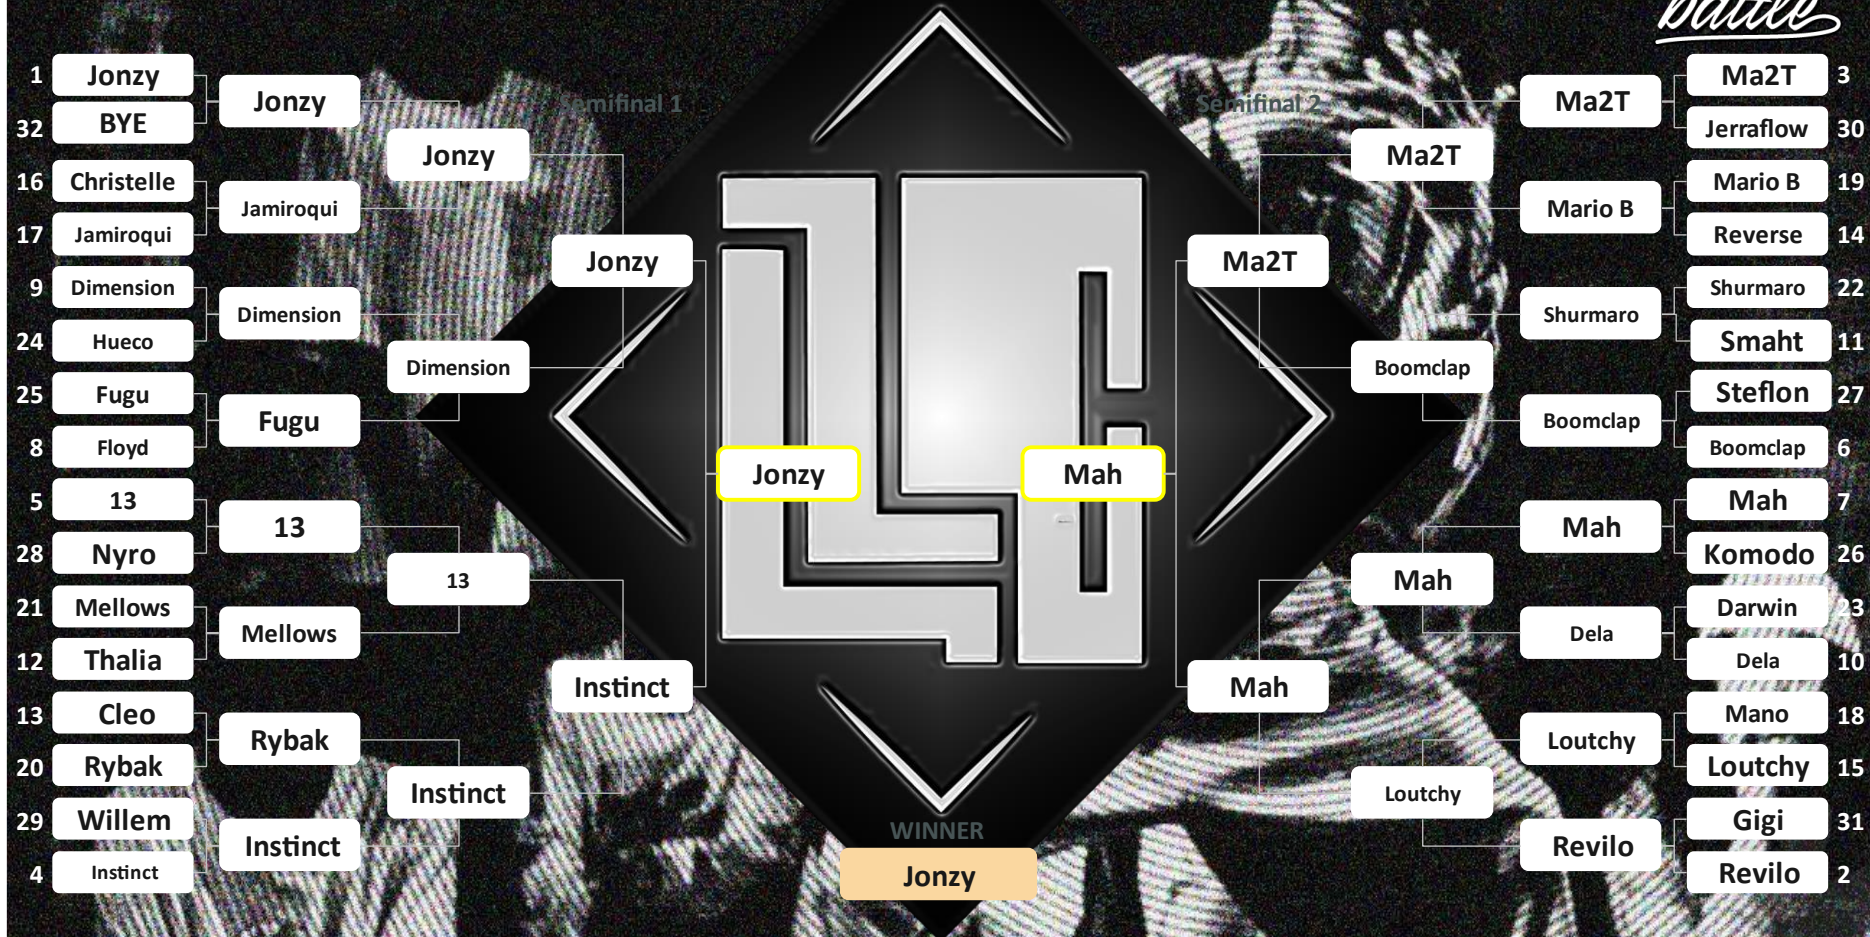 battle
1 Jonzy
32 BYE
16 Christelle
17 Jamiroqui
9 Dimension
24 Hueco
25 Fugu
8 Floyd
5 13
28 Nyro
21 Mellows
12 Thalia
13 Cleo
20 Rybak
29 Willem
4 Instinct
Jonzy
Jamiroqui
Dimension
Fugu
13
Mellows
Rybak
Instinct
Jonzy
Dimension
13
Instinct
Semifinal 1
Jonzy
Instinct
Jonzy
Mah
WINNER
Jonzy
Semifinal 2
Ma2T
Mah
Ma2T
Boomclap
Mah
Loutchy
Ma2T
Mario B
Shurmaro
Boomclap
Mah
Dela
Loutchy
Revilo
Ma2T 3
Jerraflow 30
Mario B 19
Reverse 14
Shurmaro 22
Smaht 11
Steflon 27
Boomclap 6
Mah 7
Komodo 26
Darwin 23
Dela 10
Mano 18
Loutchy 15
Gigi 31
Revilo 2